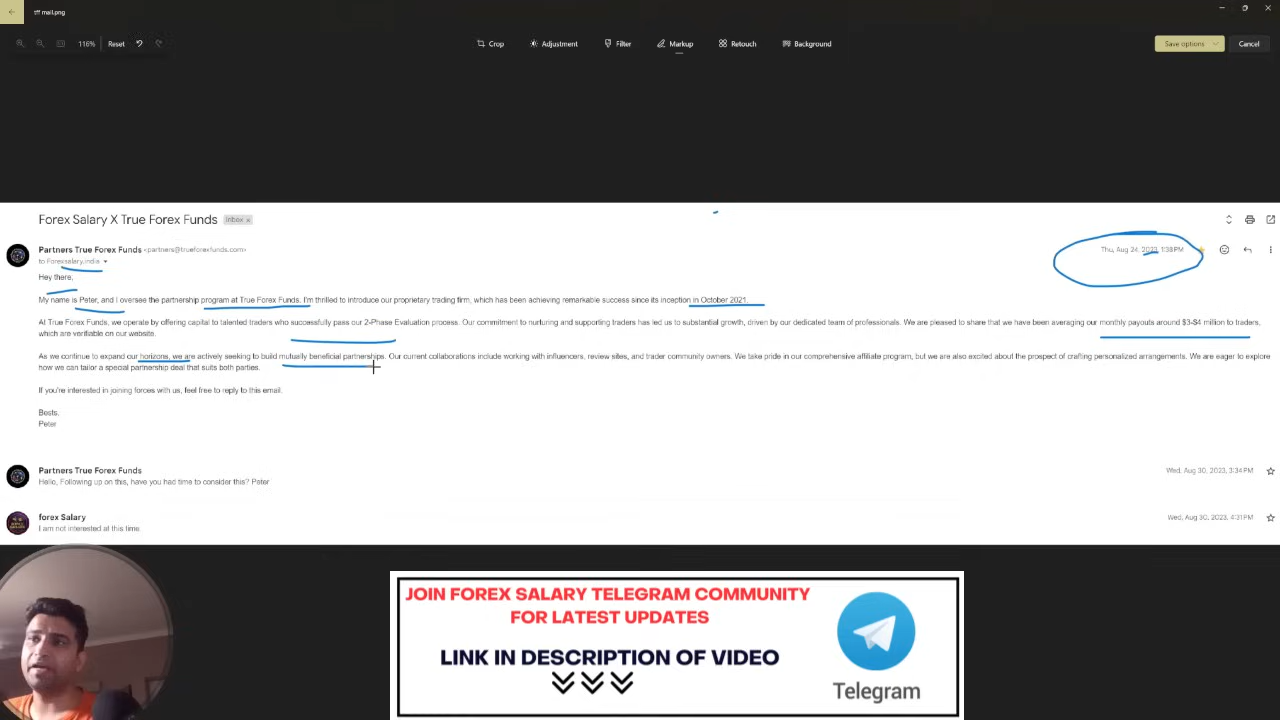 tff mail.png
116%
Reset
Crop
Adjustment
Filter
Markup
Retouch
Background
Save options
Cancel
Forex Salary X True Forex Funds
Inbox x
Partners True Forex Funds <partners@trueforexfunds.com>
Thu, Aug 24, 2023, 1:38PM
to Forexsalary.india
Hey there,
My name is Peter, and I oversee the partnership program at True Forex Funds. I'm thrilled to introduce our proprietary trading firm, which has been achieving remarkable success since its inception in October 2021.
At True Forex Funds, we operate by offering capital to talented traders who successfully pass our 2-Phase Evaluation process. Our commitment to nurturing and supporting traders has led us to substantial growth, driven by our dedicated team of professionals. We are pleased to share that we have been averaging our monthly payouts around $3-$4 million to traders,
which are verifiable on our website.
As we continue to expand our horizons, we are actively seeking to build mutually beneficial partnerships. Our current collaborations include working with influencers, review sites, and trader community owners. We take pride in our comprehensive affiliate program, but we are also excited about the prospect of crafting personalized arrangements. We are eager to explore
how we can tailor a special partnership deal that suits both parties.
If you're interested in joining forces with us, feel free to reply to this email.
Bests,
Peter
Partners True Forex Funds
Wed, Aug 30, 2023, 3:34PM
Hello, Following up on this, have you had time to consider this? Peter
forex Salary
Wed, Aug 30, 2023, 4:31PM
I am not interested at this time.
JOIN FOREX SALARY TELEGRAM COMMUNITY
FOR LATEST UPDATES
LINK IN DESCRIPTION OF VIDEO
Telegram